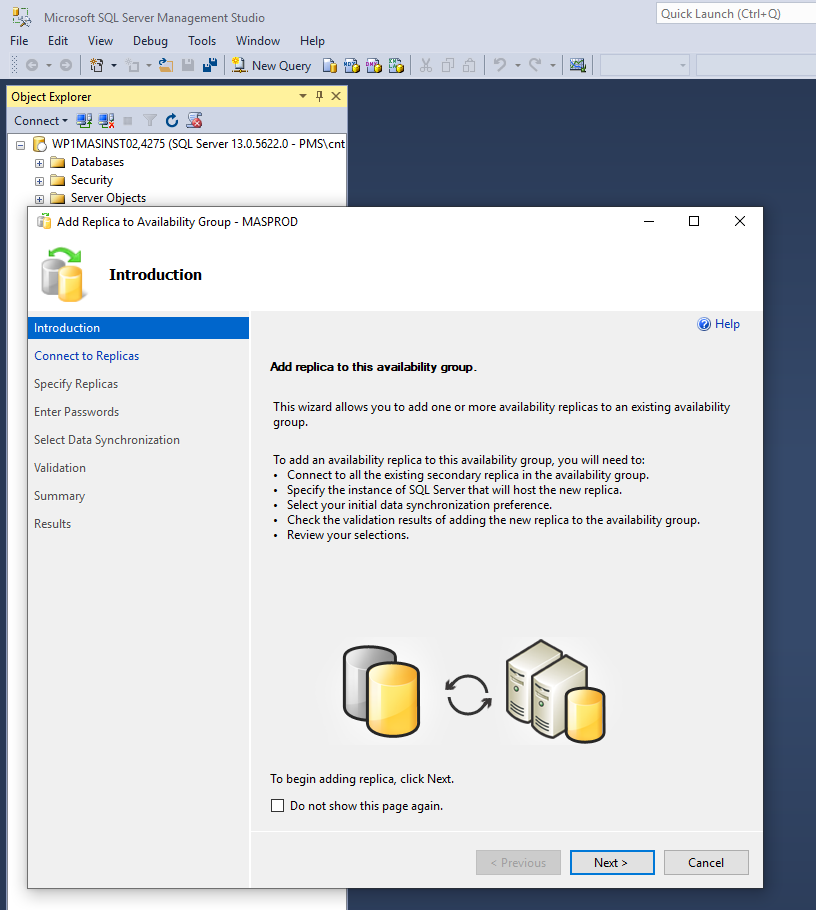 Microsoft SQL Server Management Studio
Quick Launch (Ctrl+Q)
File Edit View Debug Tools Window Help
New Query
Object Explorer
Connect
WP1MASINST02,4275 (SQL Server 13.0.5622.0 - PMS\cnt
Databases
Security
Server Objects
Add Replica to Availability Group - MASPROD
Introduction
Introduction
Connect to Replicas
Specify Replicas
Enter Passwords
Select Data Synchronization
Validation
Summary
Results
Help
Add replica to this availability group.
This wizard allows you to add one or more availability replicas to an existing availability
group.
To add an availability replica to this availability group, you will need to:
• Connect to all the existing secondary replica in the availability group.
• Specify the instance of SQL Server that will host the new replica.
• Select your initial data synchronization preference.
• Check the validation results of adding the new replica to the availability group.
• Review your selections.
To begin adding replica, click Next.
Do not show this page again.
< Previous Next > Cancel